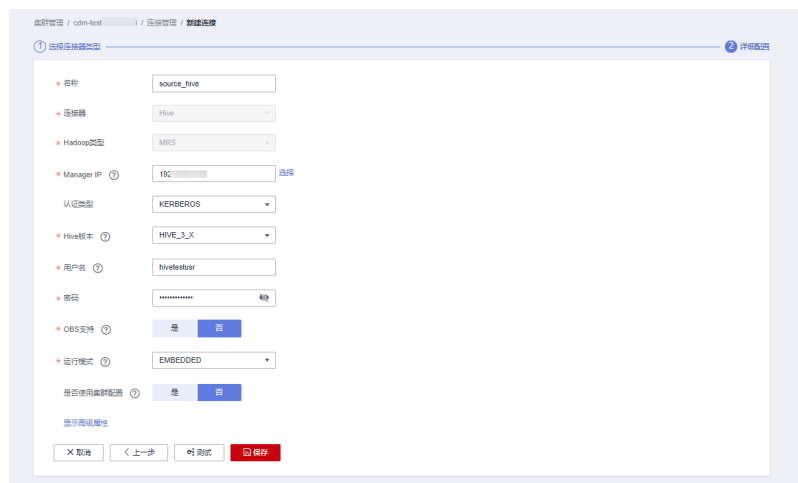 集群管理 / cdm-test / 连接管理 / 新建连接
1 选择连接器类型 2 详细配置
* 名称 source_hive
* 连接器 Hive
* Hadoop类型 MRS
* Manager IP ? 192 选择
认证类型 KERBEROS
* Hive版本 ? HIVE_3_X
* 用户名 ? hivetestusr
* 密码 •••••••••••••
* OBS支持 ? 是 否
* 运行模式 ? EMBEDDED
是否使用集群配置 ? 是 否
显示高级属性
取消 上一步 测试 保存